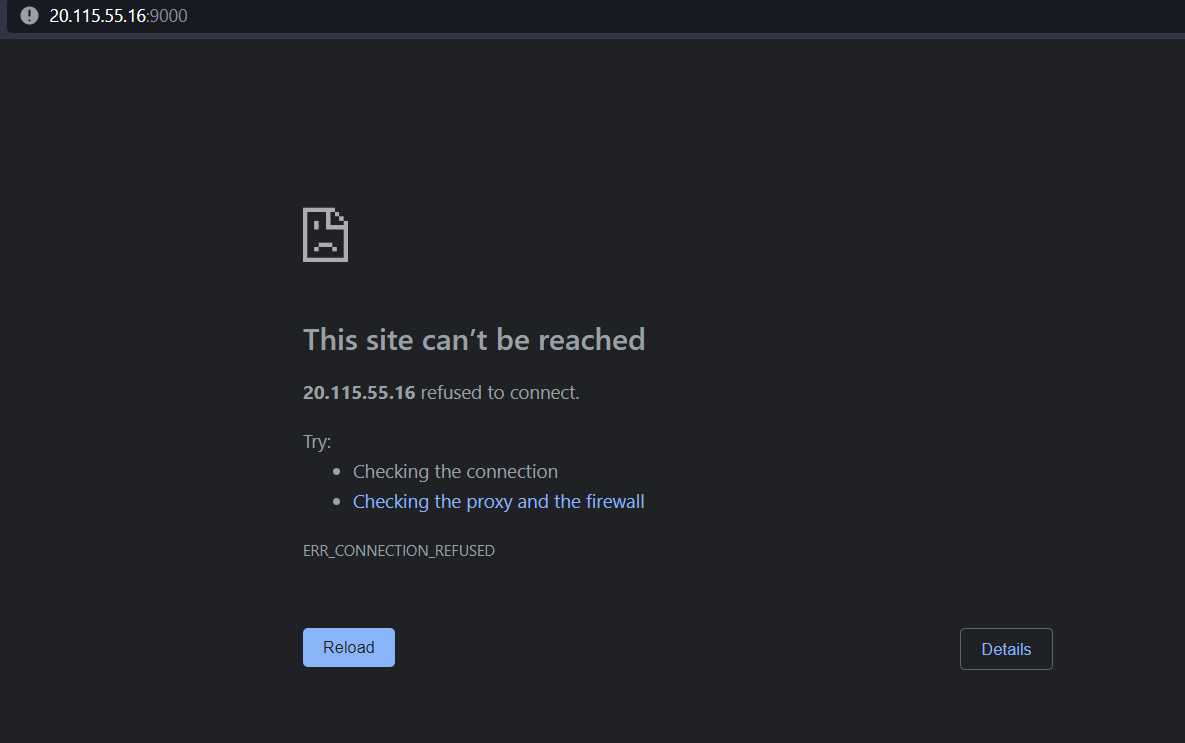 20.115.55.16:9000
This site can’t be reached
20.115.55.16 refused to connect.
Try:
Checking the connection
Checking the proxy and the firewall
ERR_CONNECTION_REFUSED
Reload
Details